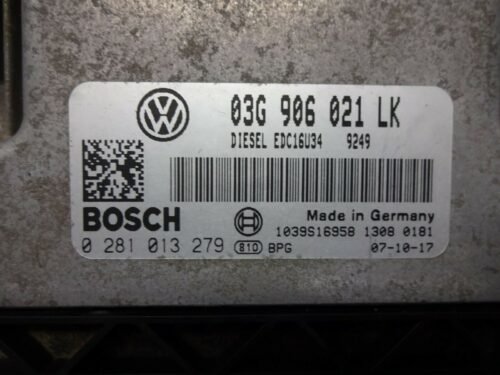 03G 906 021 LK
DIESEL EDC16U34 9249
BOSCH
Made in Germany
1039S16958 1308 0181
0 281 013 279 810 BPG 07-10-17